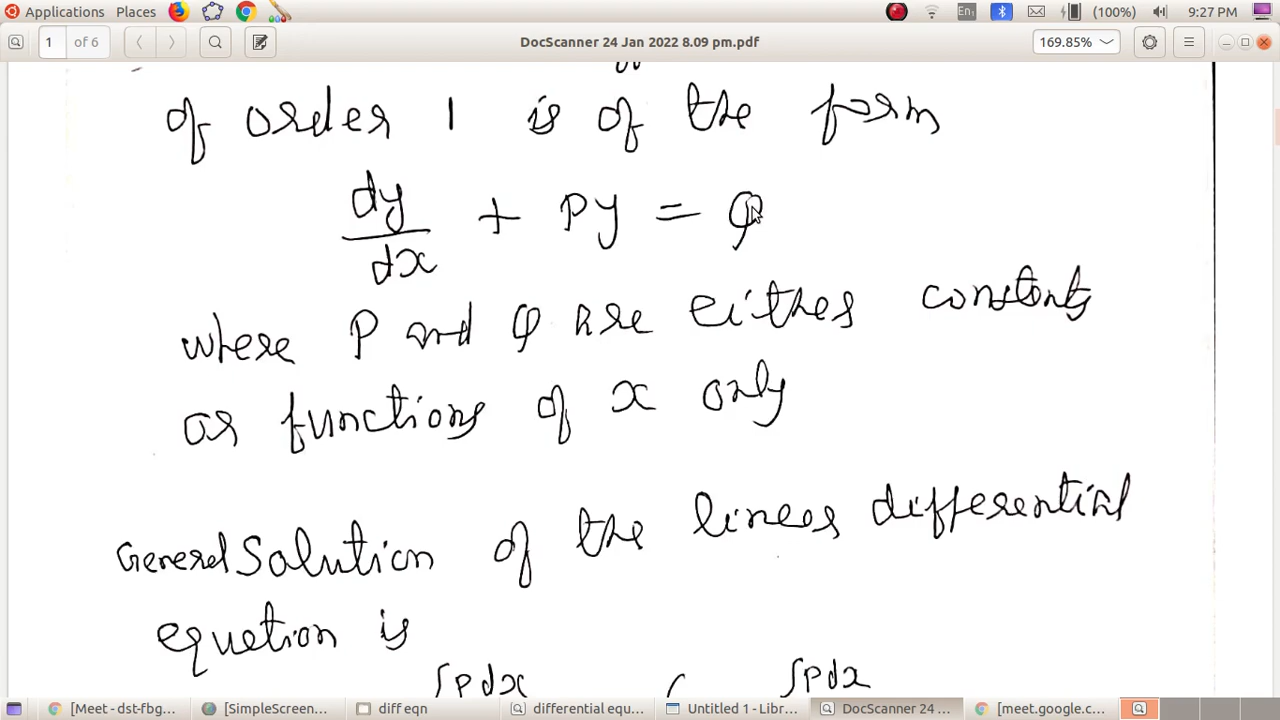 Applications Places En1 (100%) 9:27 PM
1 of 6 DocScanner 24 Jan 2022 8.09 pm.pdf 169.85%
of order 1 is of the form
dy/dx + Py = Q
where P and Q are either constants
or functions of x only
General Solution of the linear differential
equation is
∫Pdx ∫Pdx
[Meet - dst-fbg... [SimpleScreen... diff eqn differential equ... Untitled 1 - Libr... DocScanner 24 ... [meet.google.c...